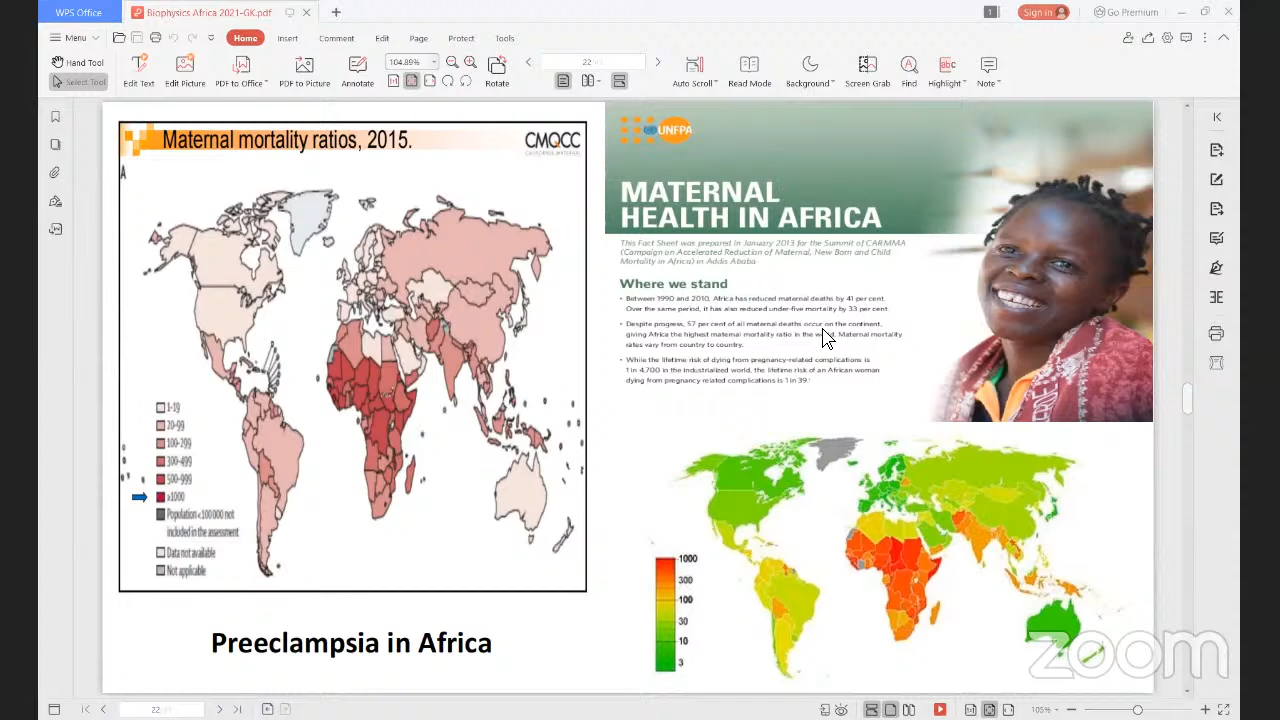 WPS Office
Biophysics Africa 2021-GK.pdf
1
Sign in
Go Premium
Menu
Home
Insert
Comment
Edit
Page
Protect
Tools
Hand Tool
Select Tool
Edit Text
Edit Picture
PDF to Office
PDF to Picture
Annotate
104.89%
Rotate
22
Auto Scroll
Read Mode
Background
Screen Grab
Find
Highlight
Note
Maternal mortality ratios, 2015.
CMQCC
A
1-19
20-99
100-299
300-499
500-999
≥1000
Population <100 000 not
included in the assessment
Data not available
Not applicable
Preeclampsia in Africa
UNFPA
MATERNAL
HEALTH IN AFRICA
This Fact Sheet was prepared in January 2013 for the Summit of CARMMA
(Campaign on Accelerated Reduction of Maternal, New Born and Child
Mortality in Africa) in Addis Ababa
Where we stand
• Between 1990 and 2010, Africa has reduced maternal deaths by 41 per cent.
Over the same period, it has also reduced under-five mortality by 33 per cent.
• Despite progress, 57 per cent of all maternal deaths occur on the continent,
giving Africa the highest maternal mortality ratio in the world. Maternal mortality
rates vary from country to country.
• While the lifetime risk of dying from pregnancy-related complications is
1 in 4,700 in the industrialized world, the lifetime risk of an African woman
dying from pregnancy related complications is 1 in 39.
1000
300
100
30
10
3
zoom
22
105%